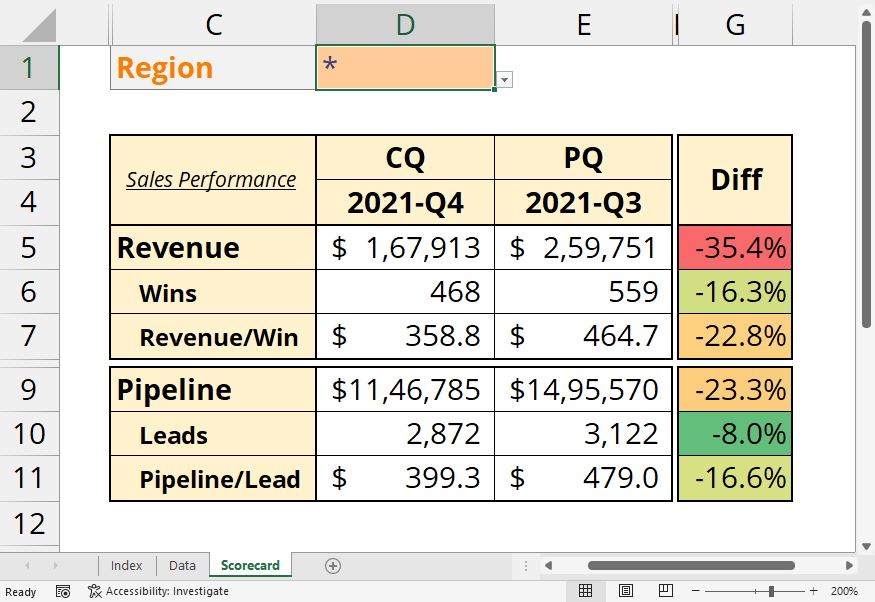 C D E G
1 Region *
2
3 Sales Performance CQ PQ Diff
4 2021-Q4 2021-Q3
5 Revenue $ 1,67,913 $ 2,59,751 -35.4%
6 Wins 468 559 -16.3%
7 Revenue/Win $ 358.8 $ 464.7 -22.8%
9 Pipeline $11,46,785 $14,95,570 -23.3%
10 Leads 2,872 3,122 -8.0%
11 Pipeline/Lead $ 399.3 $ 479.0 -16.6%
12
Index Data Scorecard
Ready Accessibility: Investigate 200%